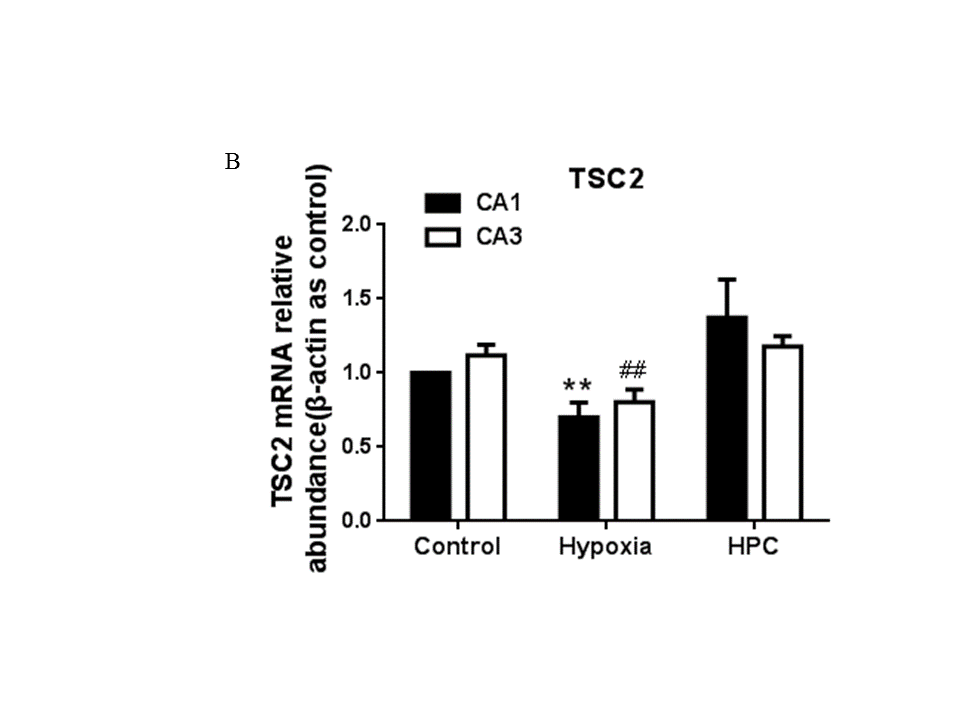 B
TSC2
CA1
CA3
TSC2 mRNA relative
abundance(β-actin as control)
2.0
1.5
1.0
0.5
0.0
**
##
Control
Hypoxia
HPC